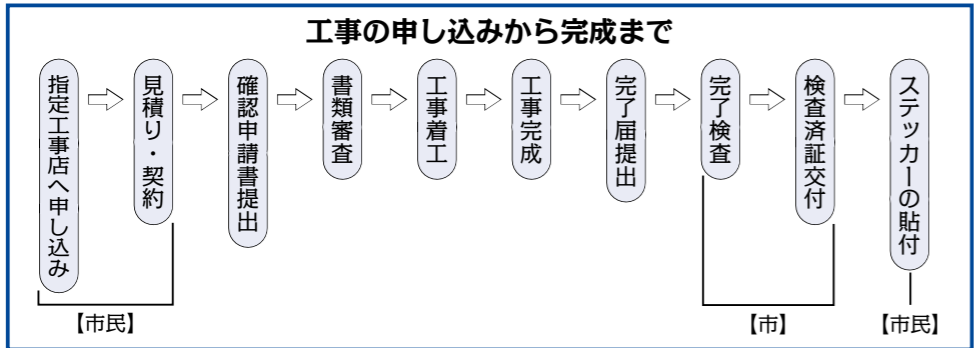 工事の申し込みから完成まで
指定工事店へ申し込み
見積り・契約
確認申請書提出
書類審査
工事着工
工事完成
完了届提出
完了検査
検査済証交付
ステッカーの貼付
【市民】
【市】
【市民】